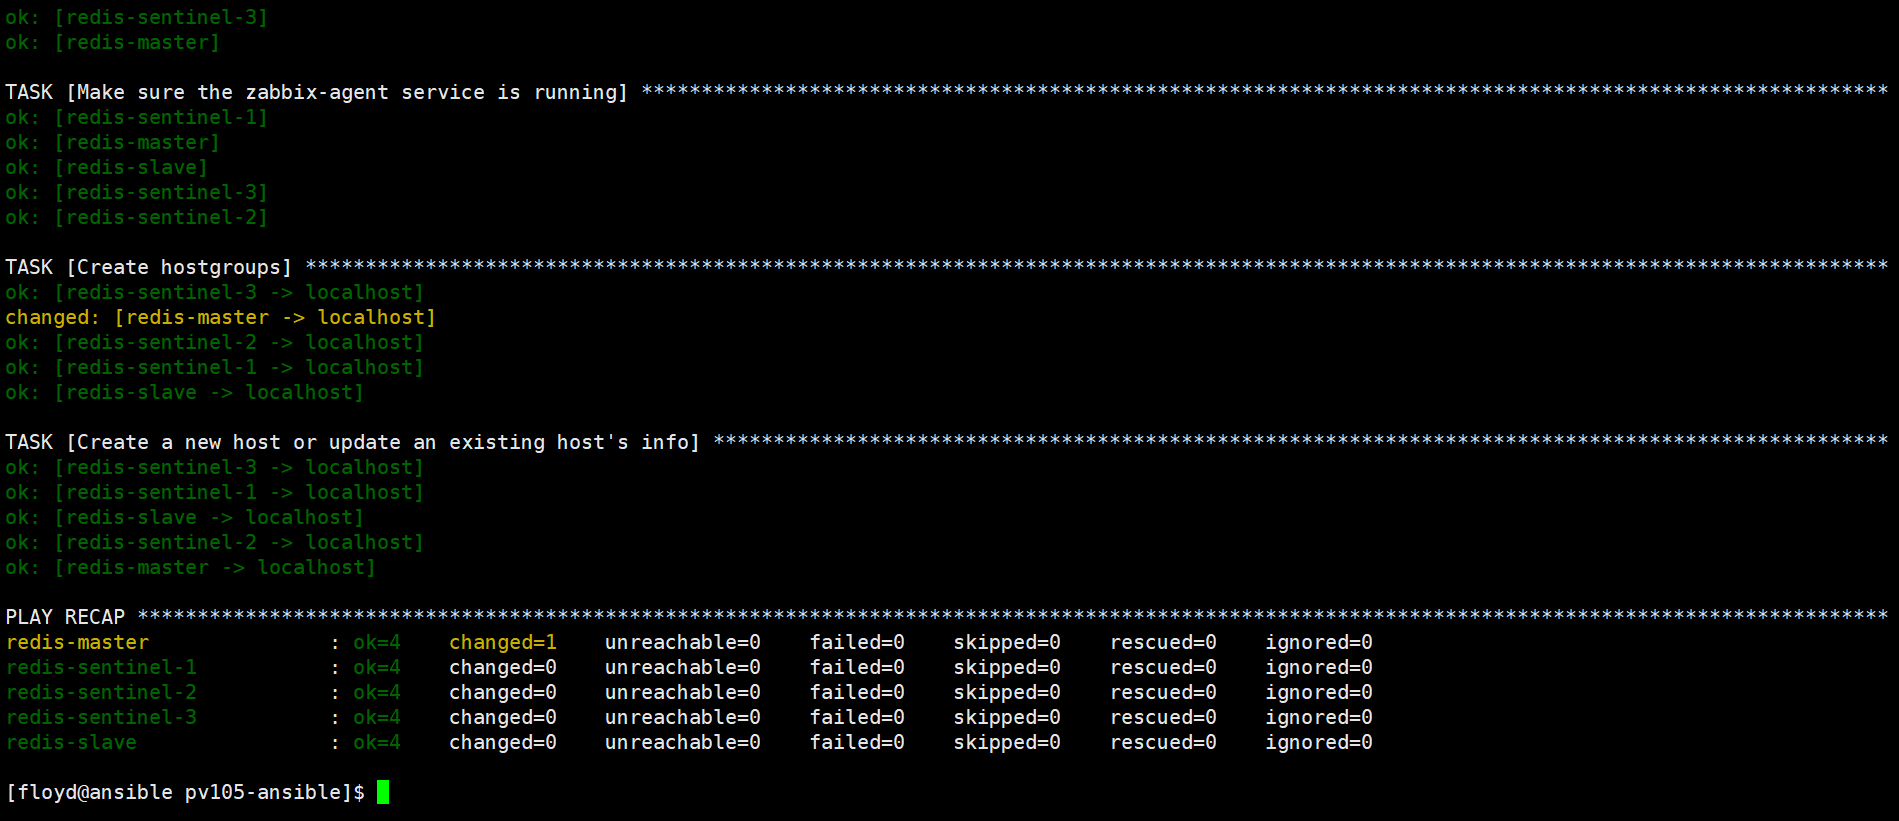 ok: [redis-sentinel-3]
ok: [redis-master]
TASK [Make sure the zabbix-agent service is running] ********************************************************************************************************
ok: [redis-sentinel-1]
ok: [redis-master]
ok: [redis-slave]
ok: [redis-sentinel-3]
ok: [redis-sentinel-2]
TASK [Create hostgroups] ************************************************************************************************************************************
ok: [redis-sentinel-3 -> localhost]
changed: [redis-master -> localhost]
ok: [redis-sentinel-2 -> localhost]
ok: [redis-sentinel-1 -> localhost]
ok: [redis-slave -> localhost]
TASK [Create a new host or update an existing host's info] **************************************************************************************************
ok: [redis-sentinel-3 -> localhost]
ok: [redis-sentinel-1 -> localhost]
ok: [redis-slave -> localhost]
ok: [redis-sentinel-2 -> localhost]
ok: [redis-master -> localhost]
PLAY RECAP **************************************************************************************************************************************************
redis-master               : ok=4    changed=1    unreachable=0    failed=0    skipped=0    rescued=0    ignored=0
redis-sentinel-1           : ok=4    changed=0    unreachable=0    failed=0    skipped=0    rescued=0    ignored=0
redis-sentinel-2           : ok=4    changed=0    unreachable=0    failed=0    skipped=0    rescued=0    ignored=0
redis-sentinel-3           : ok=4    changed=0    unreachable=0    failed=0    skipped=0    rescued=0    ignored=0
redis-slave                : ok=4    changed=0    unreachable=0    failed=0    skipped=0    rescued=0    ignored=0
[floyd@ansible pv105-ansible]$